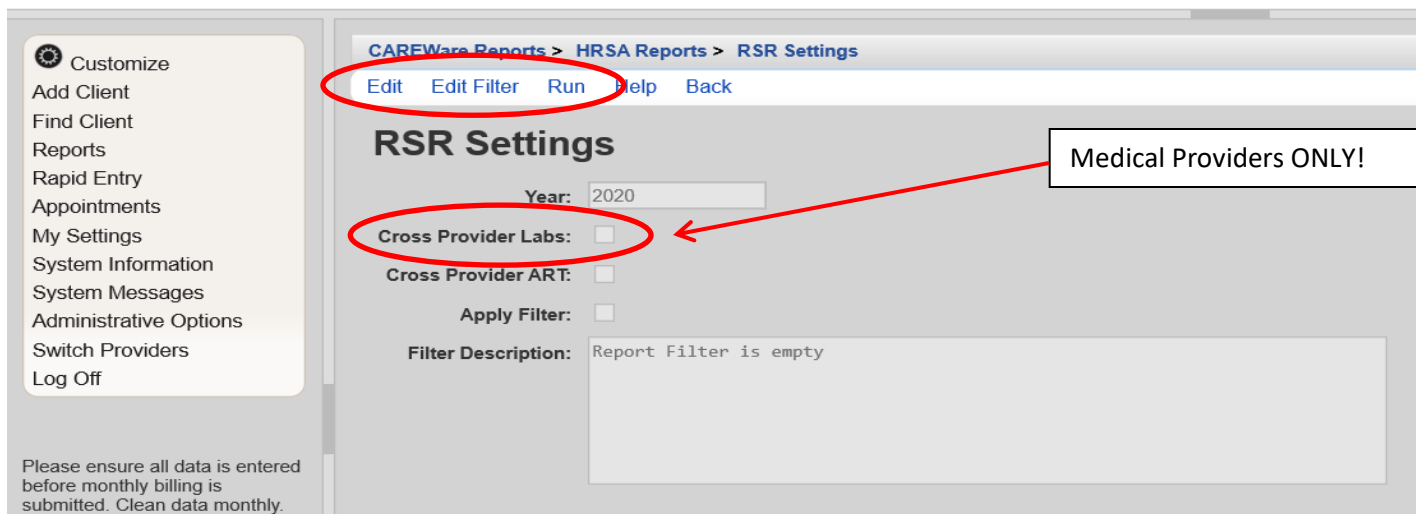 Customize
Add Client
Find Client
Reports
Rapid Entry
Appointments
My Settings
System Information
System Messages
Administrative Options
Switch Providers
Log Off
Please ensure all data is entered
before monthly billing is
submitted. Clean data monthly.
CAREWare Reports > HRSA Reports > RSR Settings
Edit Edit Filter Run Help Back
RSR Settings
Medical Providers ONLY!
Year: 2020
Cross Provider Labs:
Cross Provider ART:
Apply Filter:
Filter Description: Report Filter is empty